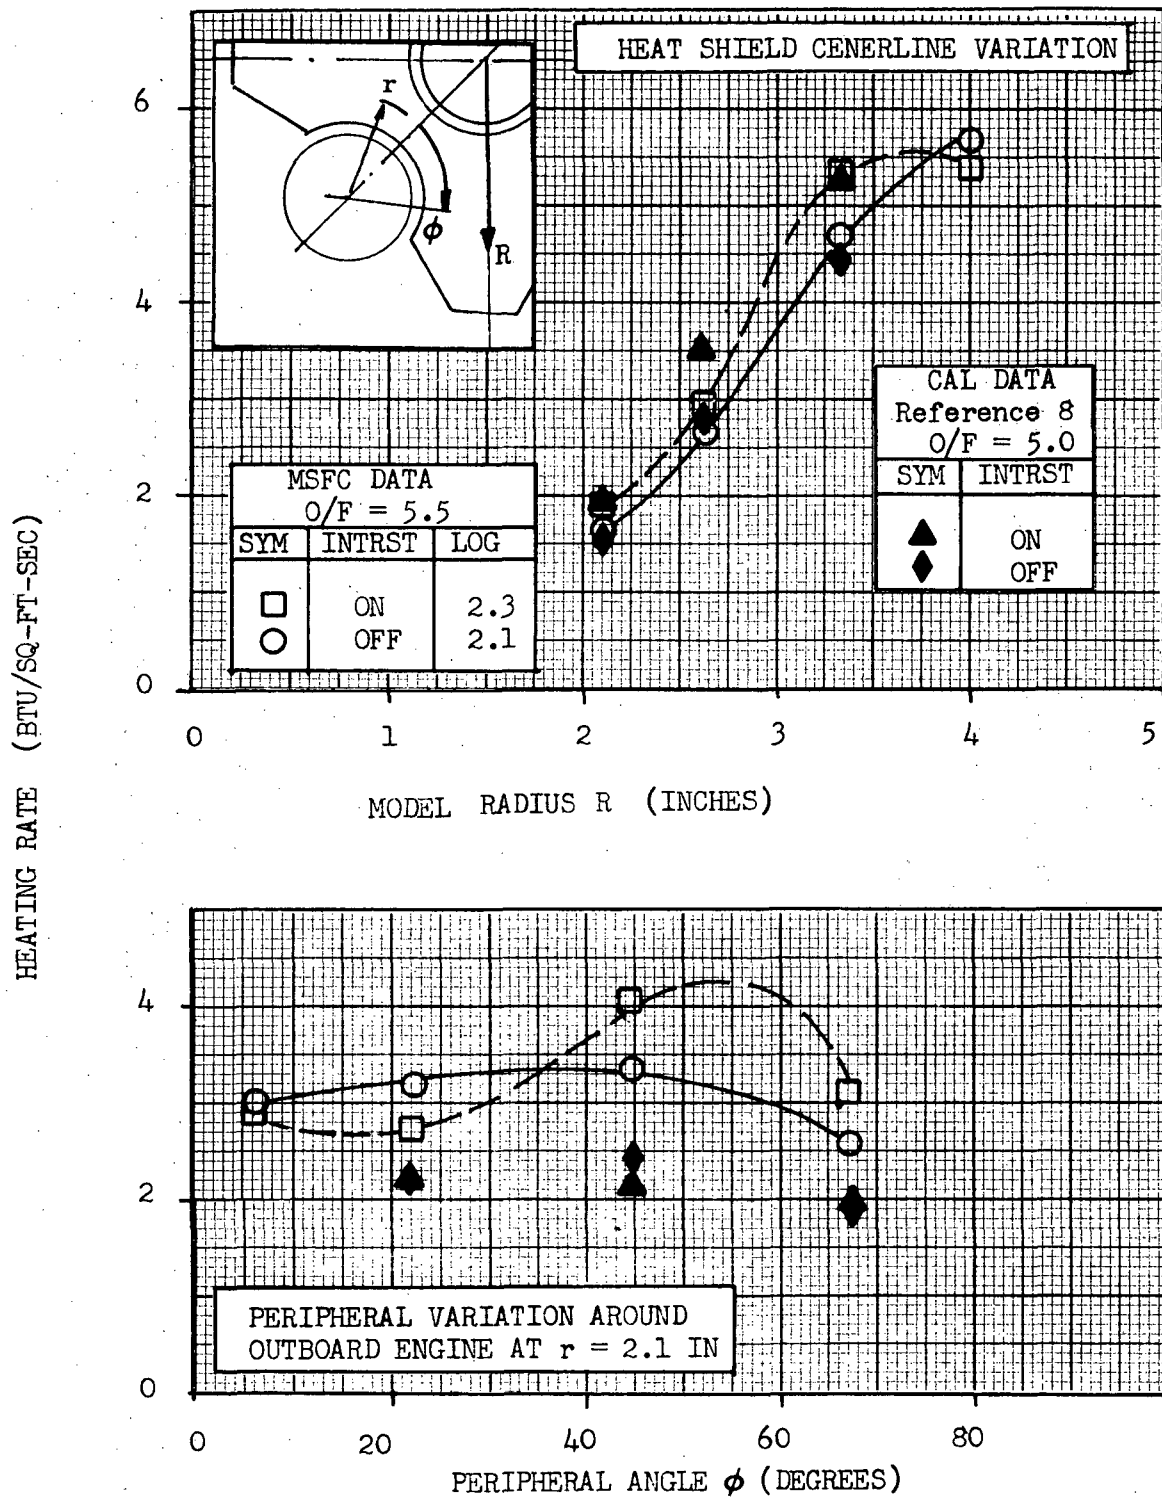 HEAT SHIELD CENERLINE VARIATION
r
ϕ
R
6
4
2
0
CAL DATA
Reference 8
O/F = 5.0
SYM INTRST
ON
OFF
MSFC DATA
O/F = 5.5
SYM INTRST LOG
ON 2.3
OFF 2.1
0 1 2 3 4 5
MODEL RADIUS R (INCHES)
HEATING RATE (BTU/SQ-FT-SEC)
4
2
0
PERIPHERAL VARIATION AROUND
OUTBOARD ENGINE AT r = 2.1 IN
0 20 40 60 80
PERIPHERAL ANGLE ϕ (DEGREES)